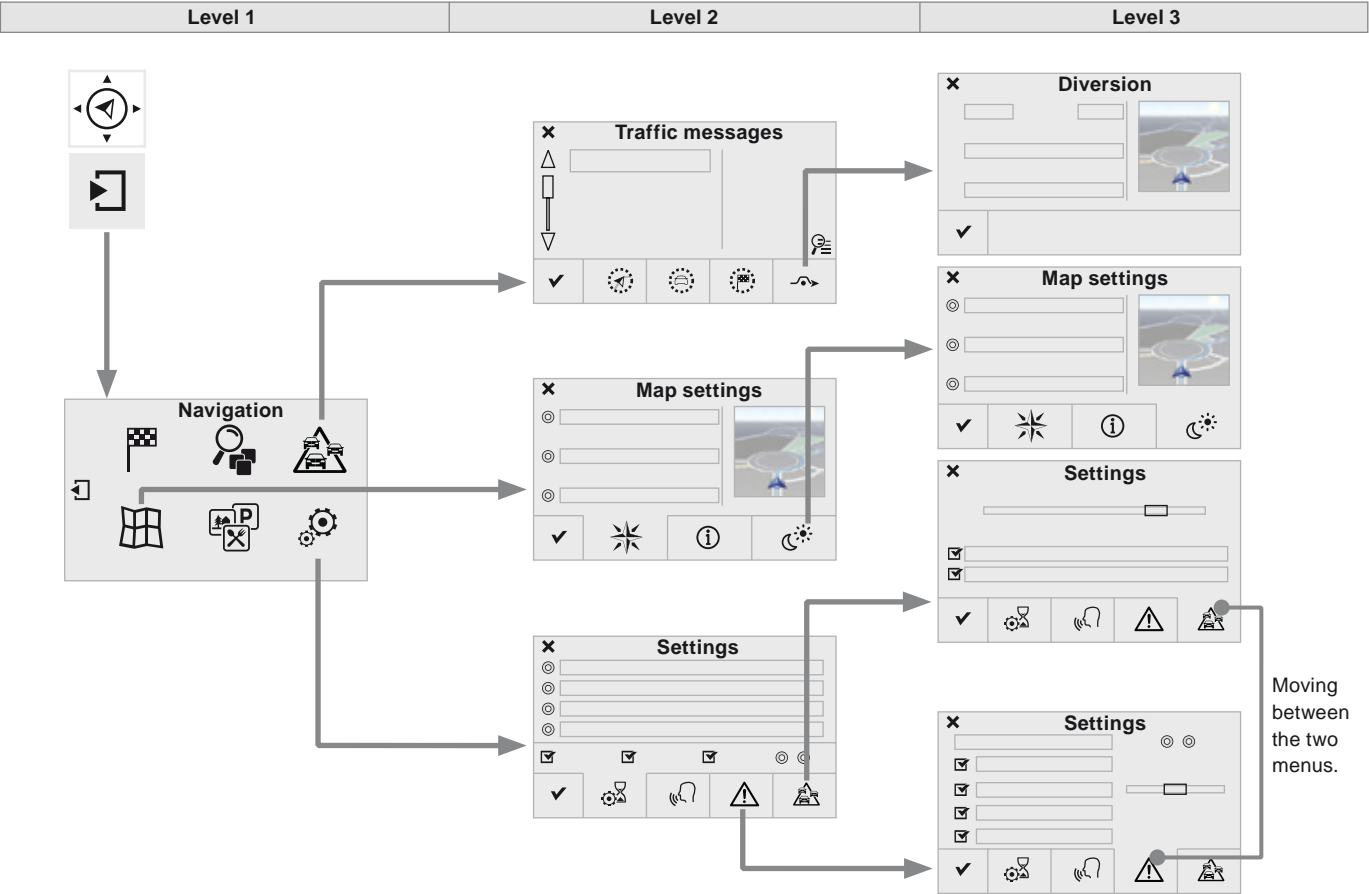 Level 1
Level 2
Level 3
Diversion
Traffic messages
Map settings
Map settings
Navigation
P
Settings
Settings
Settings
Moving
between
the two
menus.